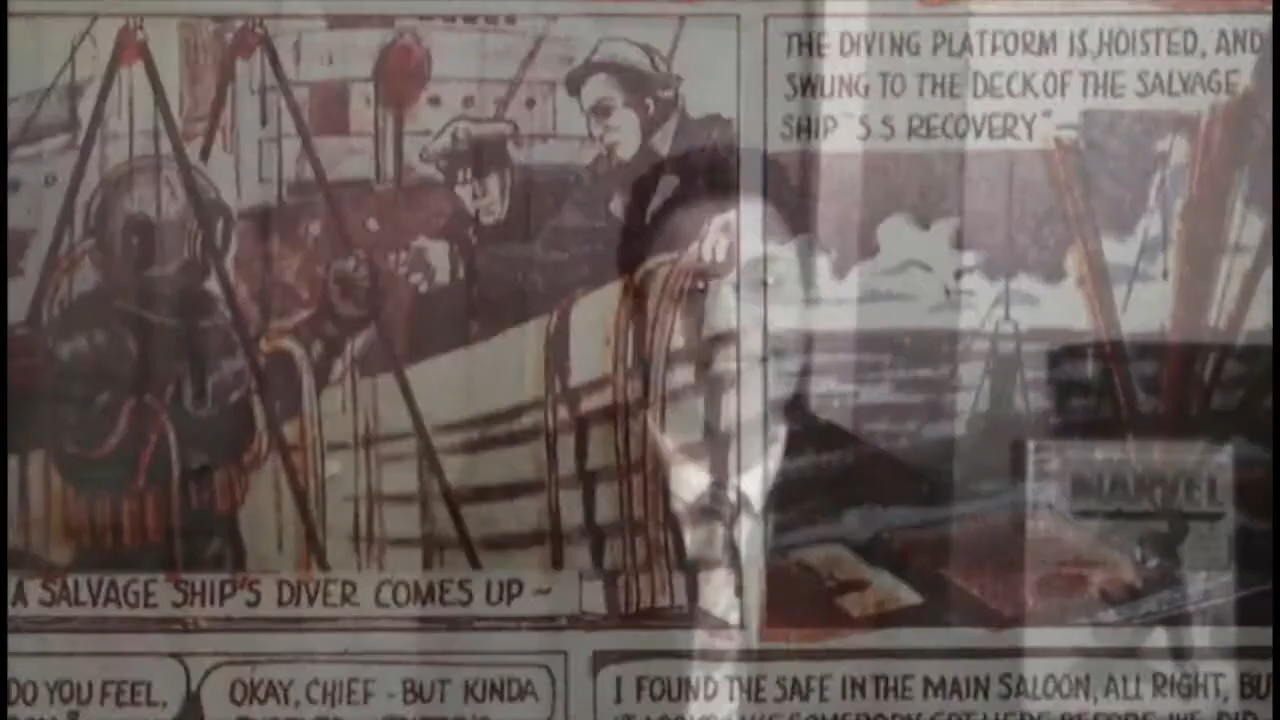 THE DIVING PLATFORM IS HOISTED, AND
SWUNG TO THE DECK OF THE SALVAGE
SHIP "S S RECOVERY"
A SALVAGE SHIP'S DIVER COMES UP ~
DO YOU FEEL,
OKAY, CHIEF - BUT KINDA
I FOUND THE SAFE IN THE MAIN SALOON, ALL RIGHT, BU
MARVEL